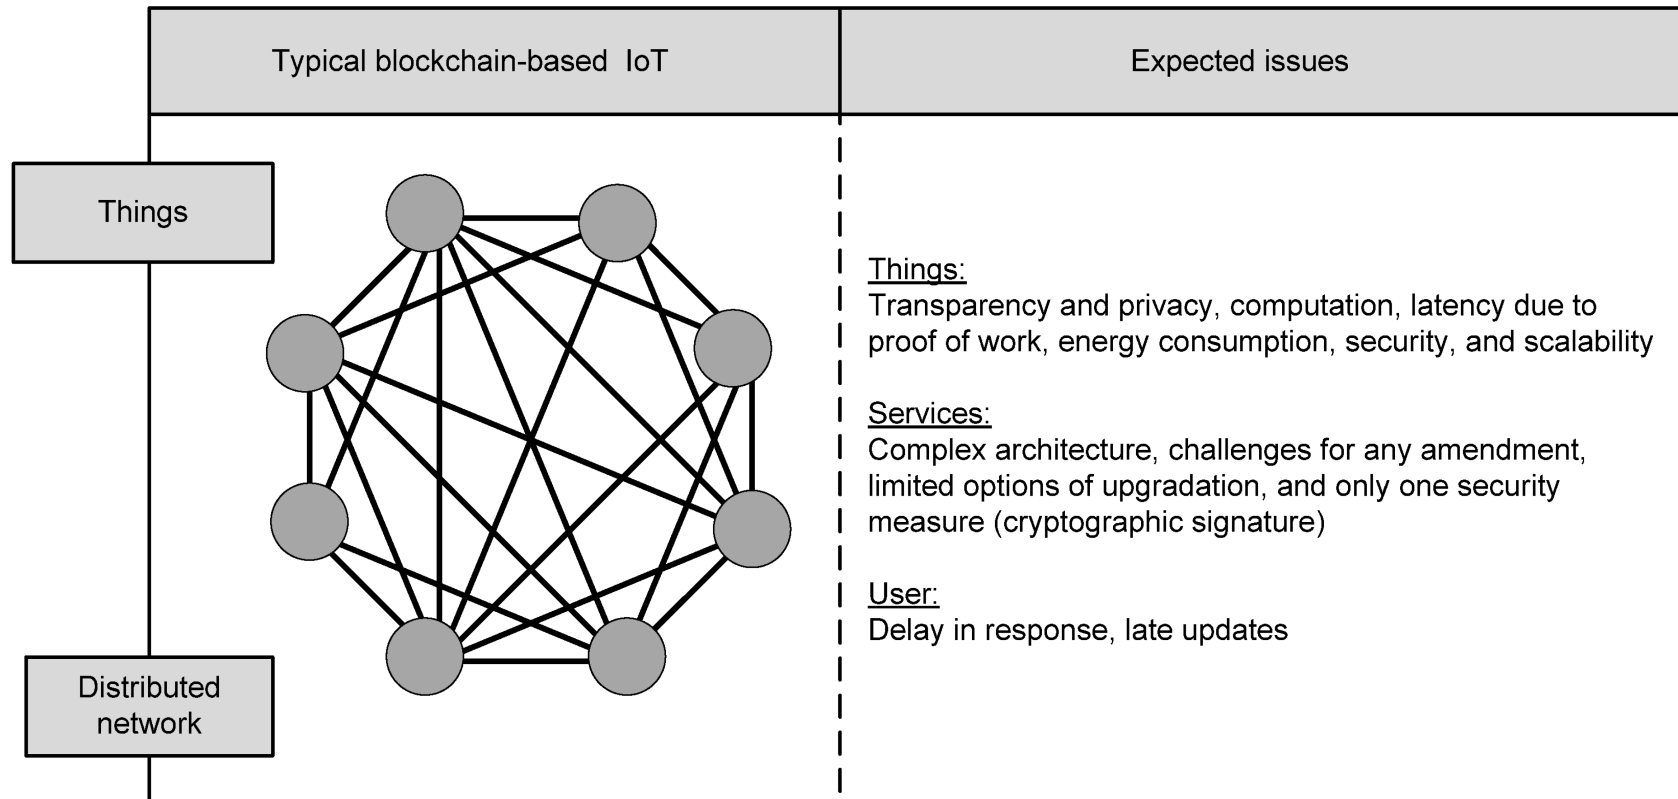 Typical blockchain-based IoT
Expected issues
Things
Things:
Transparency and privacy, computation, latency due to
proof of work, energy consumption, security, and scalability
Services:
Complex architecture, challenges for any amendment,
limited options of upgradation, and only one security
measure (cryptographic signature)
User:
Delay in response, late updates
Distributed
network